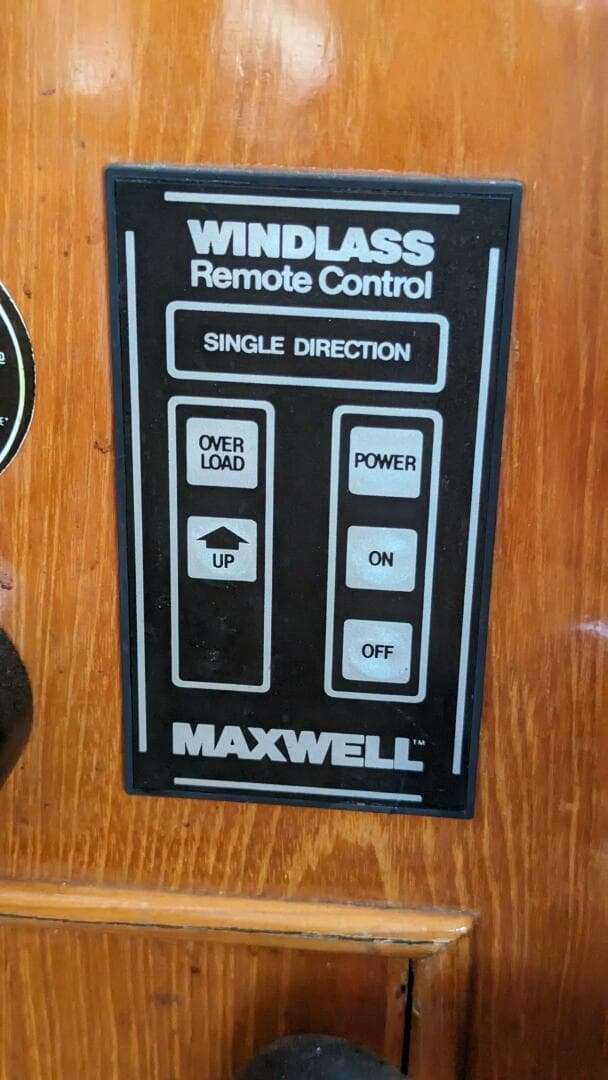 WINDLASS
Remote Control
SINGLE DIRECTION
OVER
LOAD
UP
POWER
ON
OFF
MAXWELL™